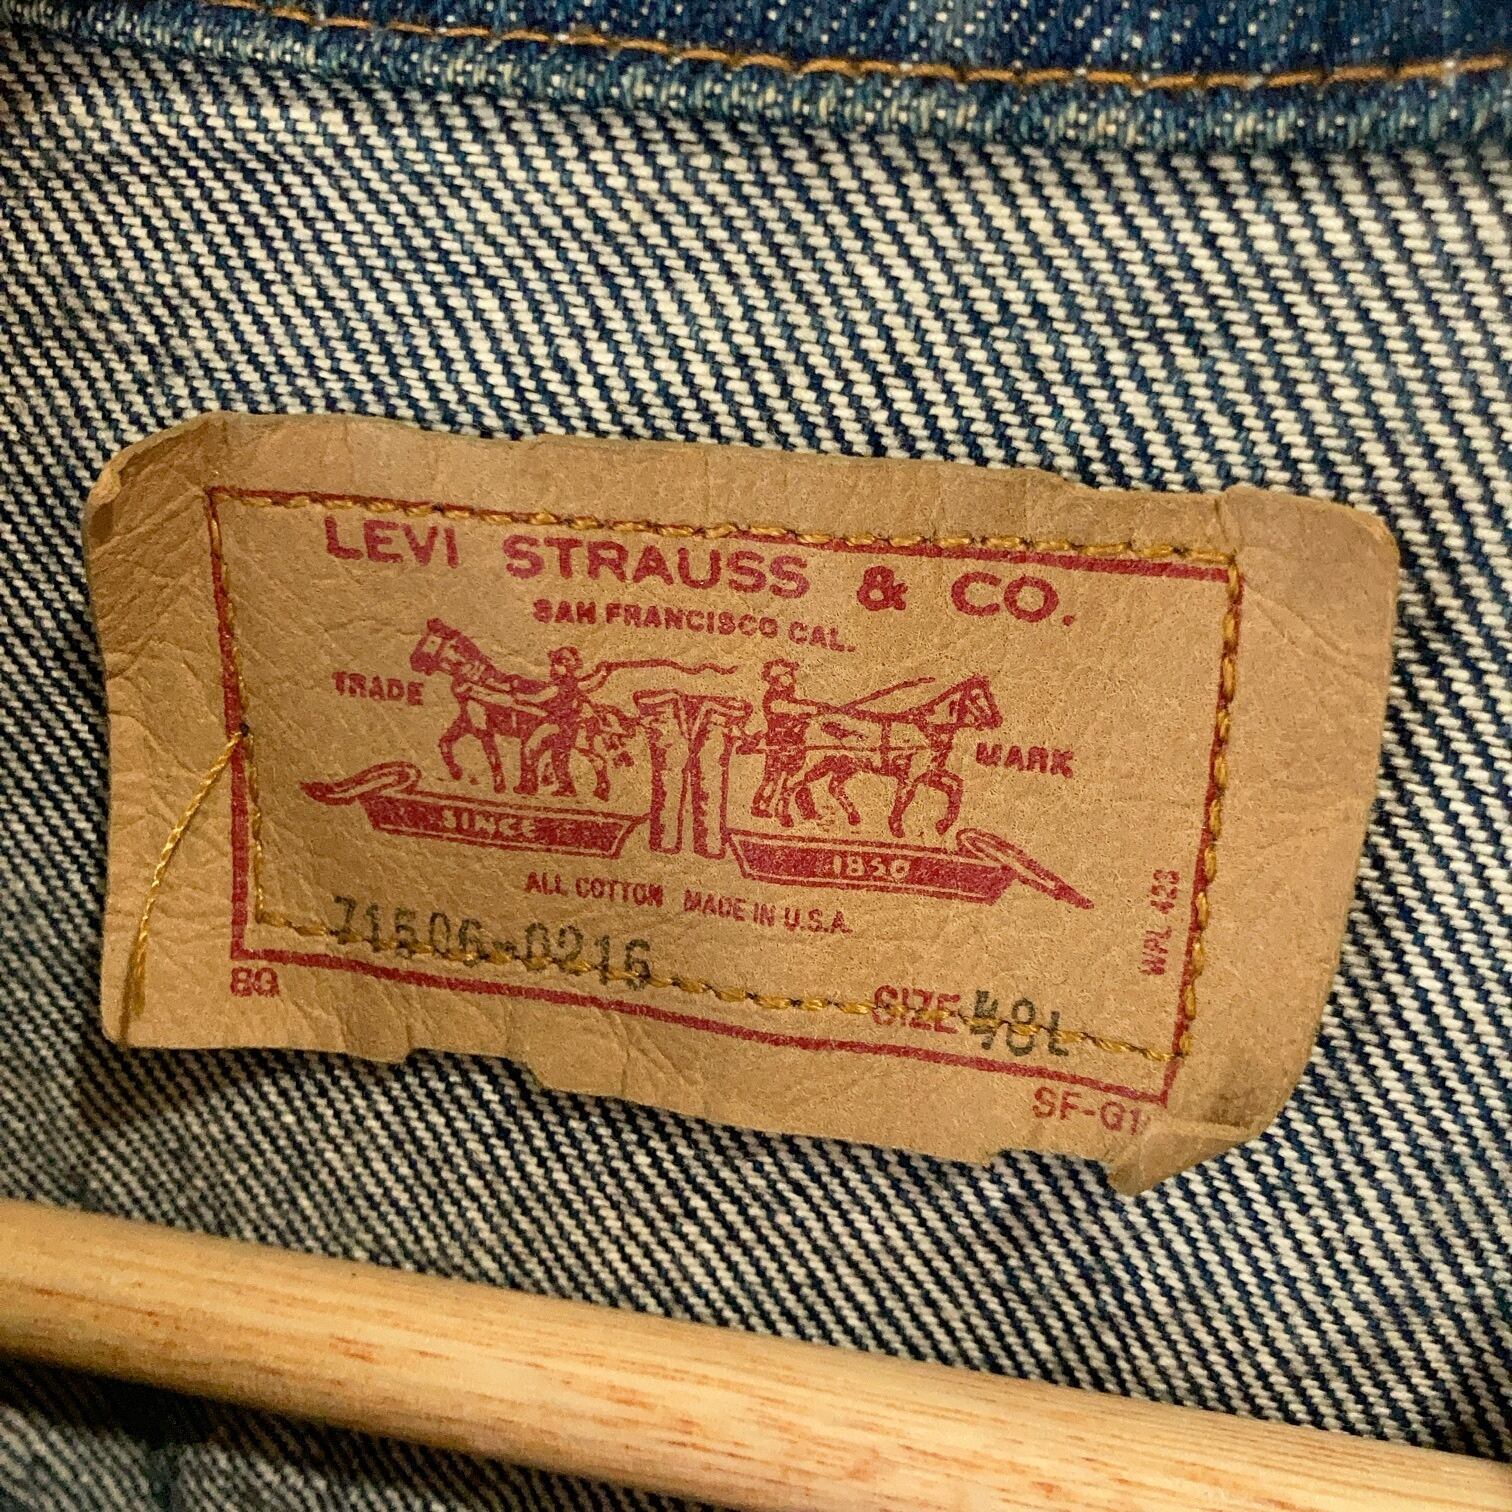 LEVI STRAUSS & CO.
SAN FRANCISCO CAL.
TRADE MARK
SINCE 1850
ALL COTTON MADE IN U.S.A.
WPL 423
71506-0216
SIZE 48L
SF-G1